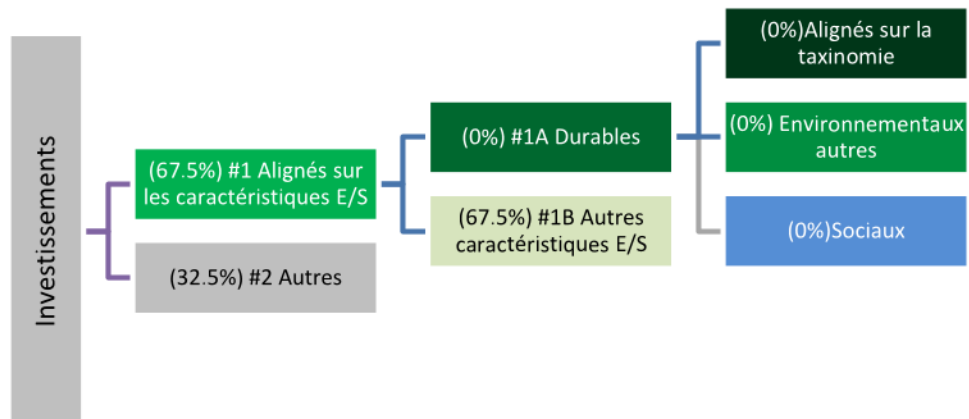 Investissements
(67.5%) #1 Alignés sur
les caractéristiques E/S
(32.5%) #2 Autres
(0%) #1A Durables
(67.5%) #1B Autres
caractéristiques E/S
(0%)Alignés sur la
taxinomie
(0%) Environnementaux
autres
(0%)Sociaux